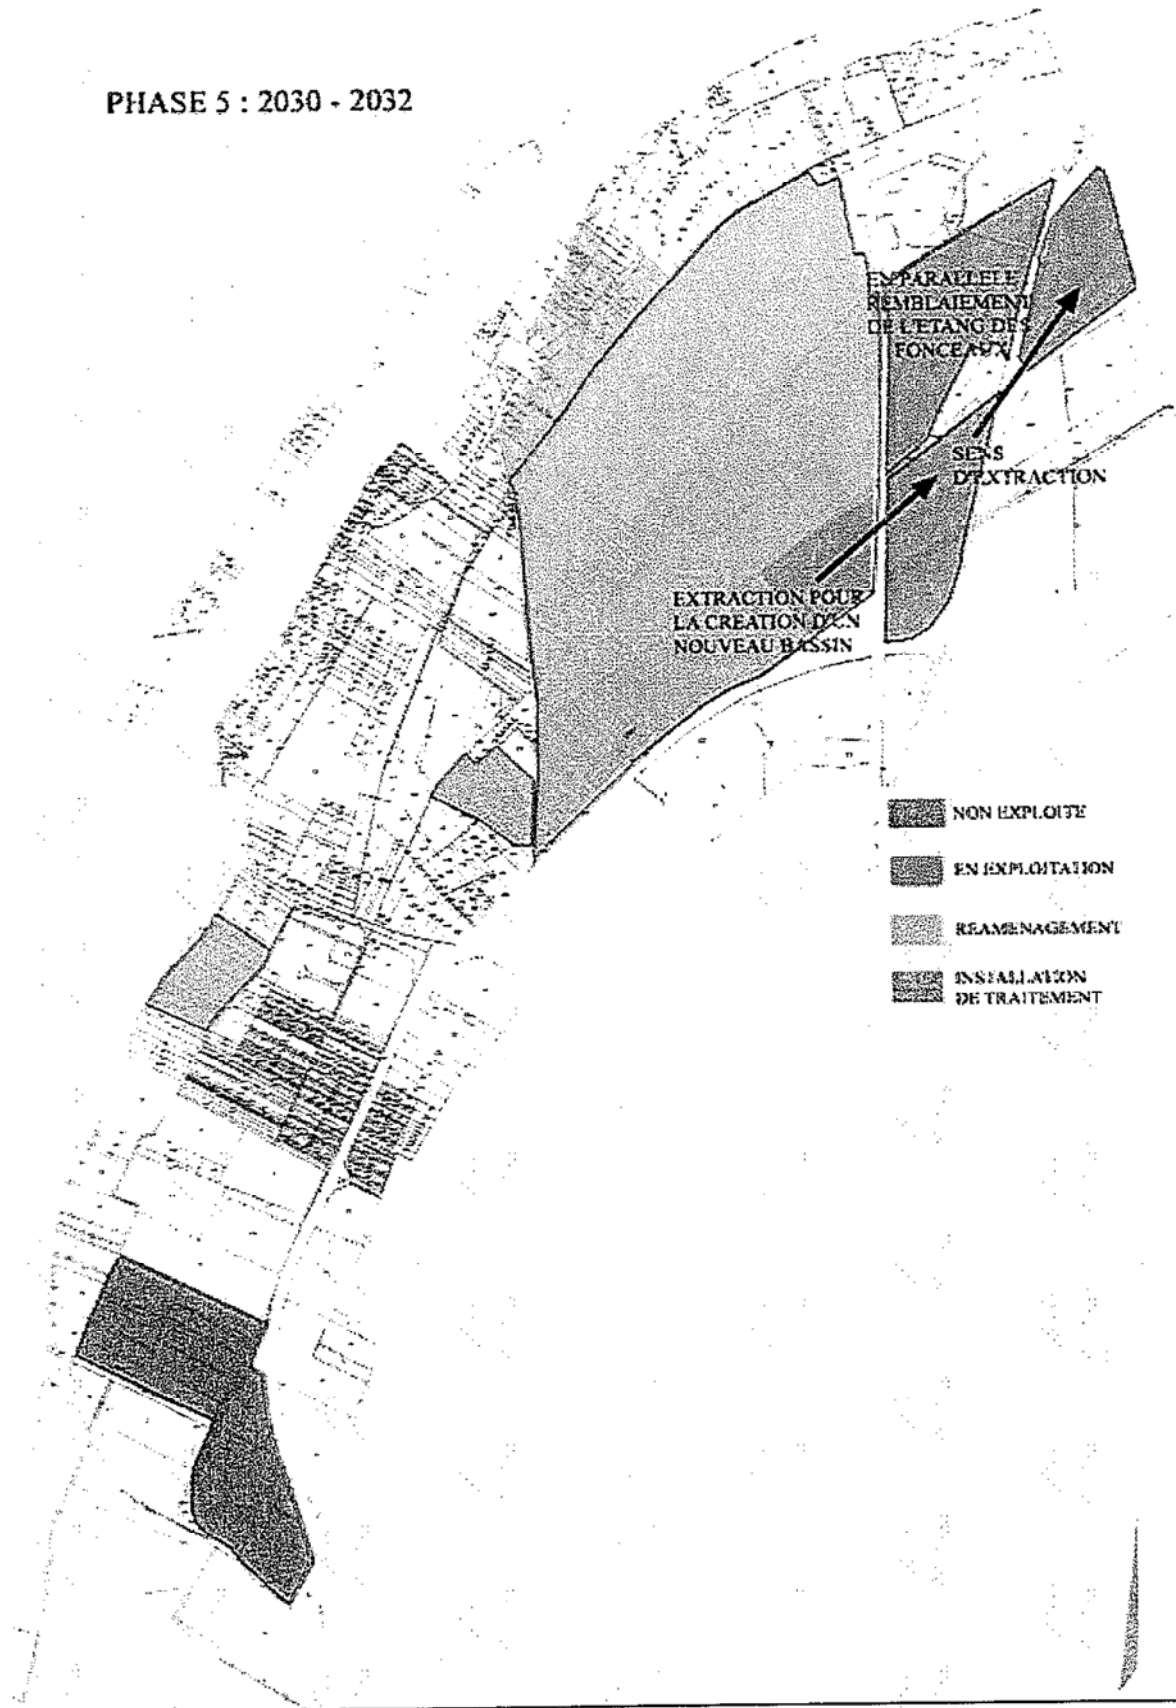 PHASE 5 : 2030 - 2032
EN PARALLELE
REMBLAIEMENT
DE L'ETANG DES
FONCEAUX
SENS
D'EXTRACTION
EXTRACTION POUR
LA CREATION D'UN
NOUVEAU BASSIN
NON EXPLOITE
EN EXPLOITATION
REAMENAGEMENT
INSTALLATION
DE TRAITEMENT